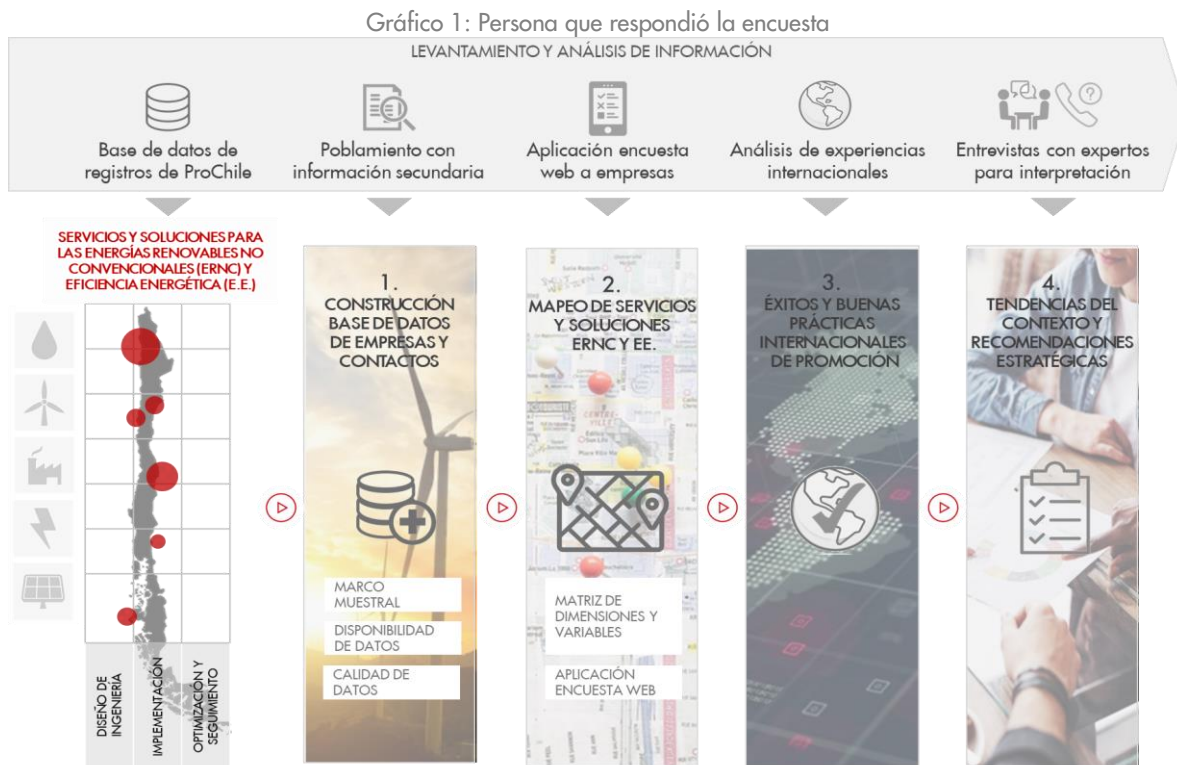 Gráfico 1: Persona que respondió la encuesta
LEVANTAMIENTO Y ANÁLISIS DE INFORMACIÓN
Base de datos de
registros de ProChile
Poblamiento con
información secundaria
Aplicación encuesta
web a empresas
Análisis de experiencias
internacionales
Entrevistas con expertos
para interpretación
SERVICIOS Y SOLUCIONES PARA
LAS ENERGÍAS RENOVABLES NO
CONVENCIONALES (ERNC) Y
EFICIENCIA ENERGÉTICA (E.E.)
DISEÑO DE
INGENIERIA
IMPLEMENTACIÓN
OPTIMIZACIÓN Y
SEGUIMIENTO
1.
CONSTRUCCIÓN
BASE DE DATOS
DE EMPRESAS Y
CONTACTOS
MARCO
MUESTRAL
DISPONIBILIDAD
DE DATOS
CALIDAD DE
DATOS
2.
MAPEO DE SERVICIOS
Y SOLUCIONES
ERNC Y EE.
MATRIZ DE
DIMENSIONES Y
VARIABLES
APLICACIÓN
ENCUESTA WEB
3.
ÉXITOS Y BUENAS
PRÁCTICAS
INTERNACIONALES
DE PROMOCIÓN
4.
TENDENCIAS DEL
CONTEXTO Y
RECOMENDACIONES
ESTRATÉGICAS